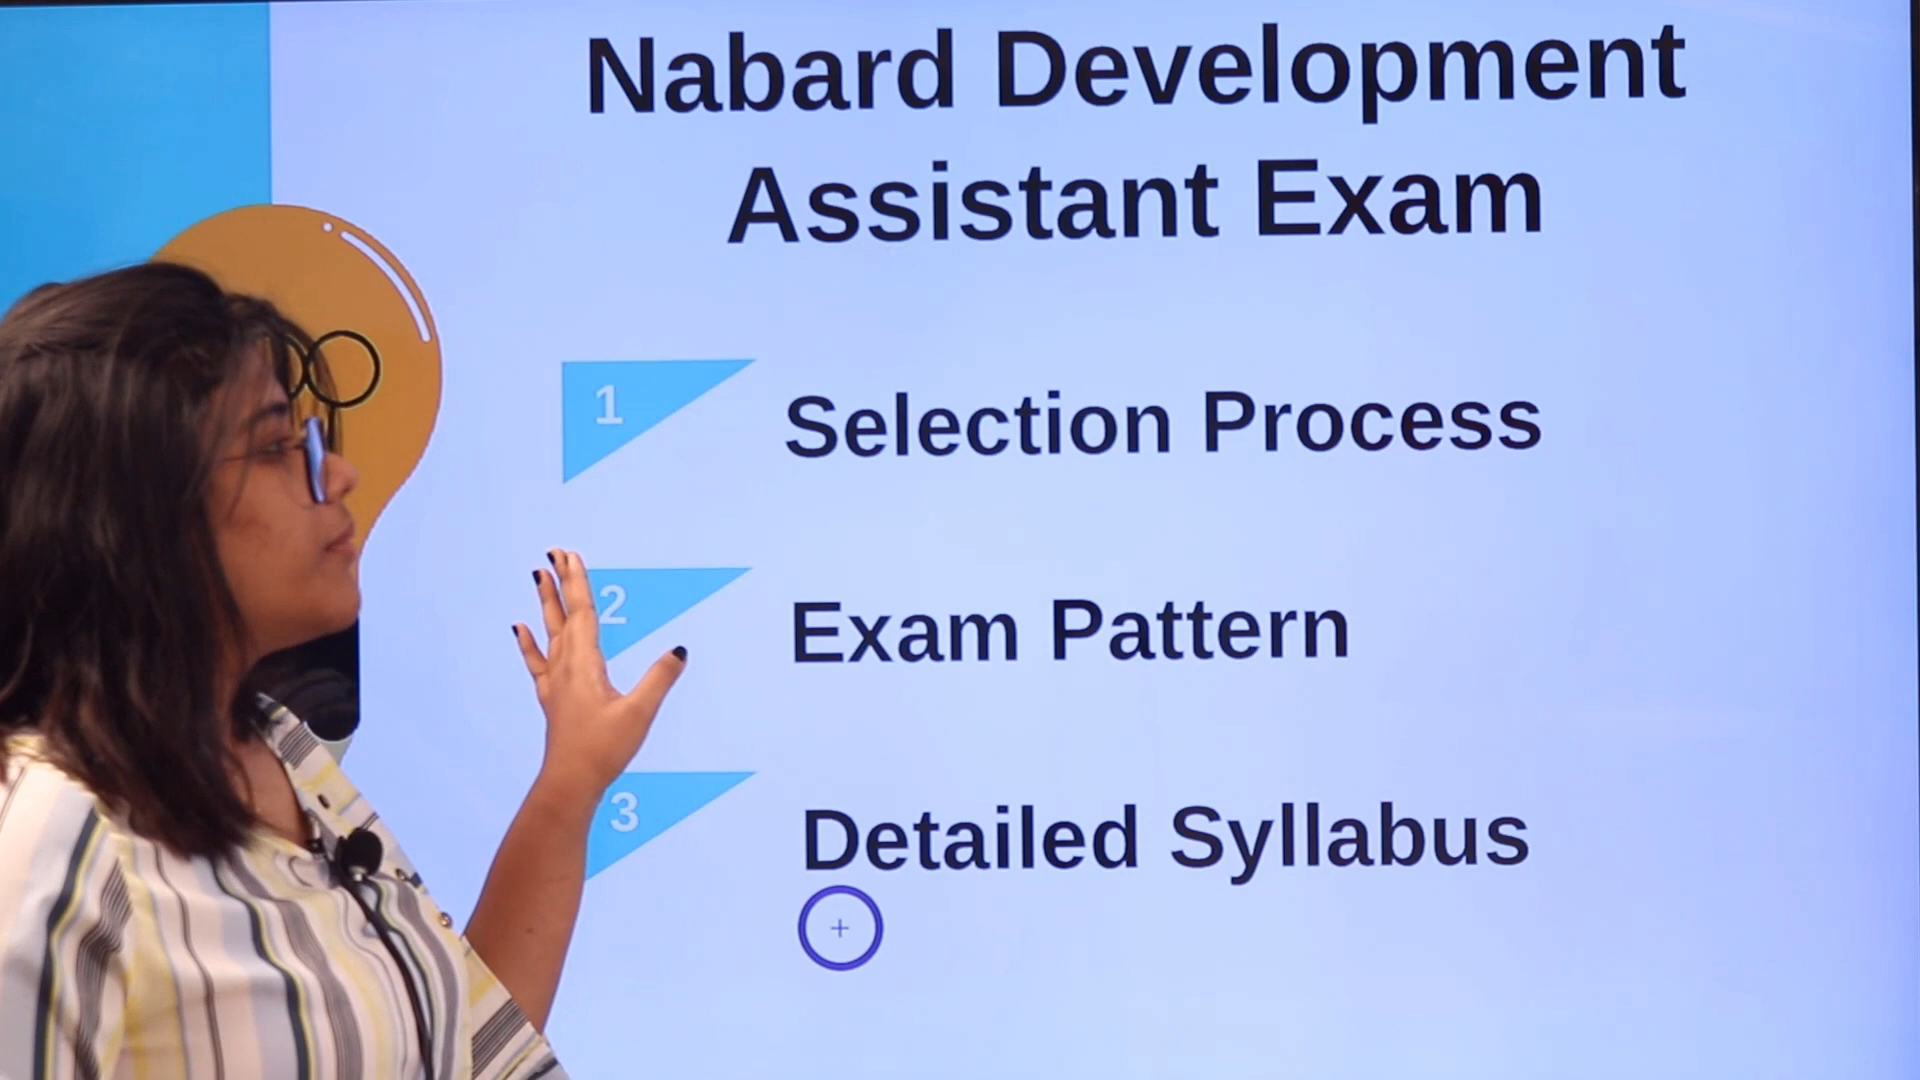 Nabard Development
Assistant Exam
1
Selection Process
2
Exam Pattern
3
Detailed Syllabus